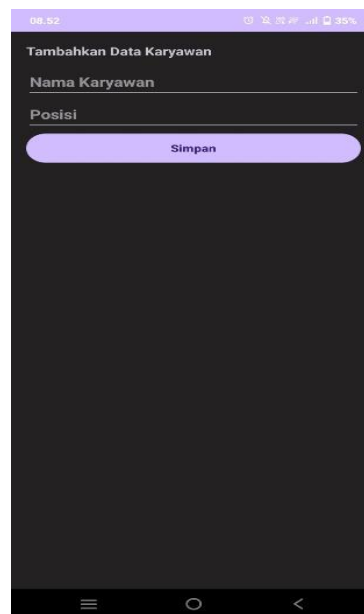 08.52 35%
Tambahkan Data Karyawan
Nama Karyawan
Posisi
Simpan